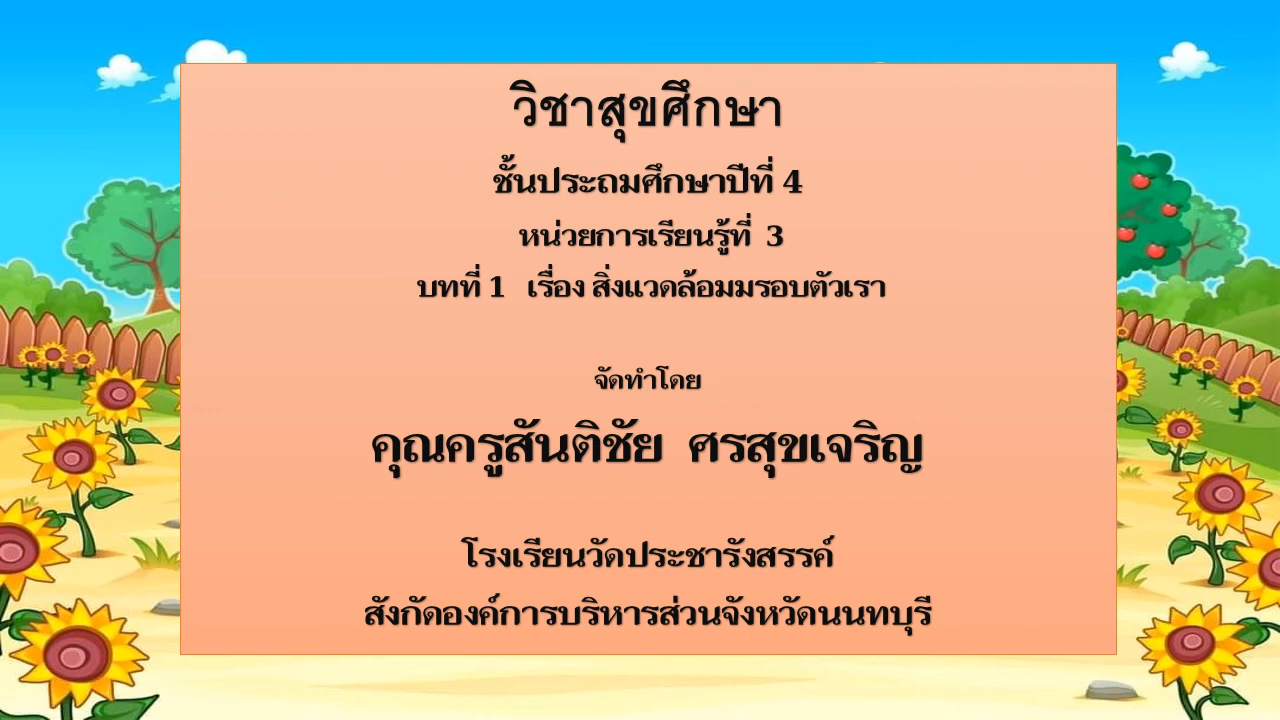 วิชาสุขศึกษา
ชั้นประถมศึกษาปีที่ 4
หน่วยการเรียนรู้ที่ 3
บทที่ 1 เรื่อง สิ่งแวดล้อมมรอบตัวเรา
จัดทำโดย
คุณครูสันติชัย ศรสุขเจริญ
โรงเรียนวัดประชารังสรรค์
สังกัดองค์การบริหารส่วนจังหวัดนนทบุรี